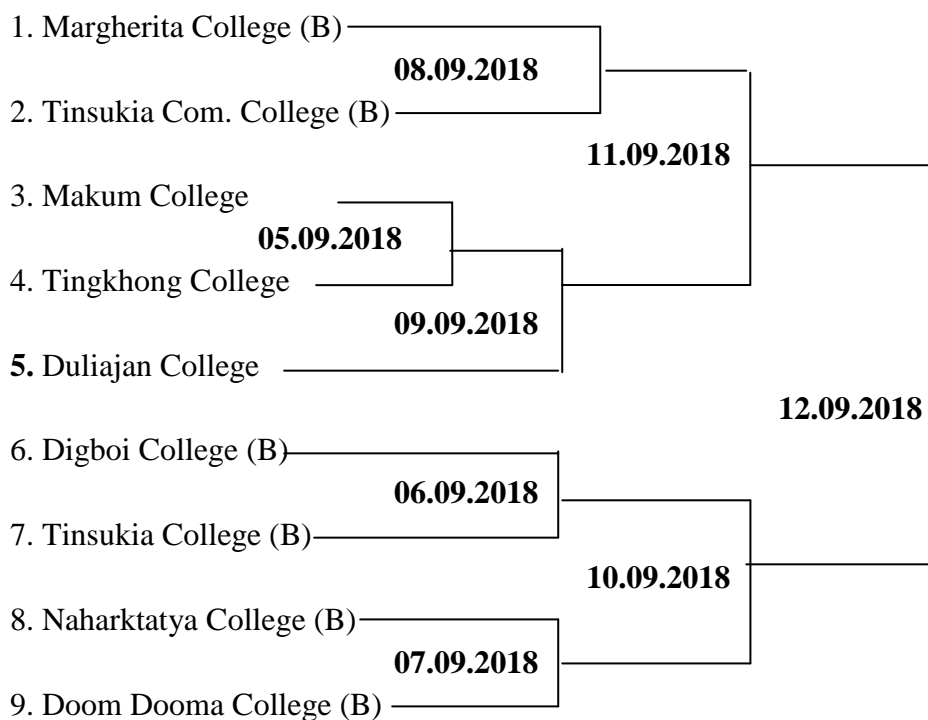 1. Margherita College (B)
08.09.2018
2. Tinsukia Com. College (B)
11.09.2018
3. Makum College
05.09.2018
4. Tingkhong College
09.09.2018
5. Duliajan College
12.09.2018
6. Digboi College (B)
06.09.2018
7. Tinsukia College (B)
10.09.2018
8. Naharktatya College (B)
07.09.2018
9. Doom Dooma College (B)